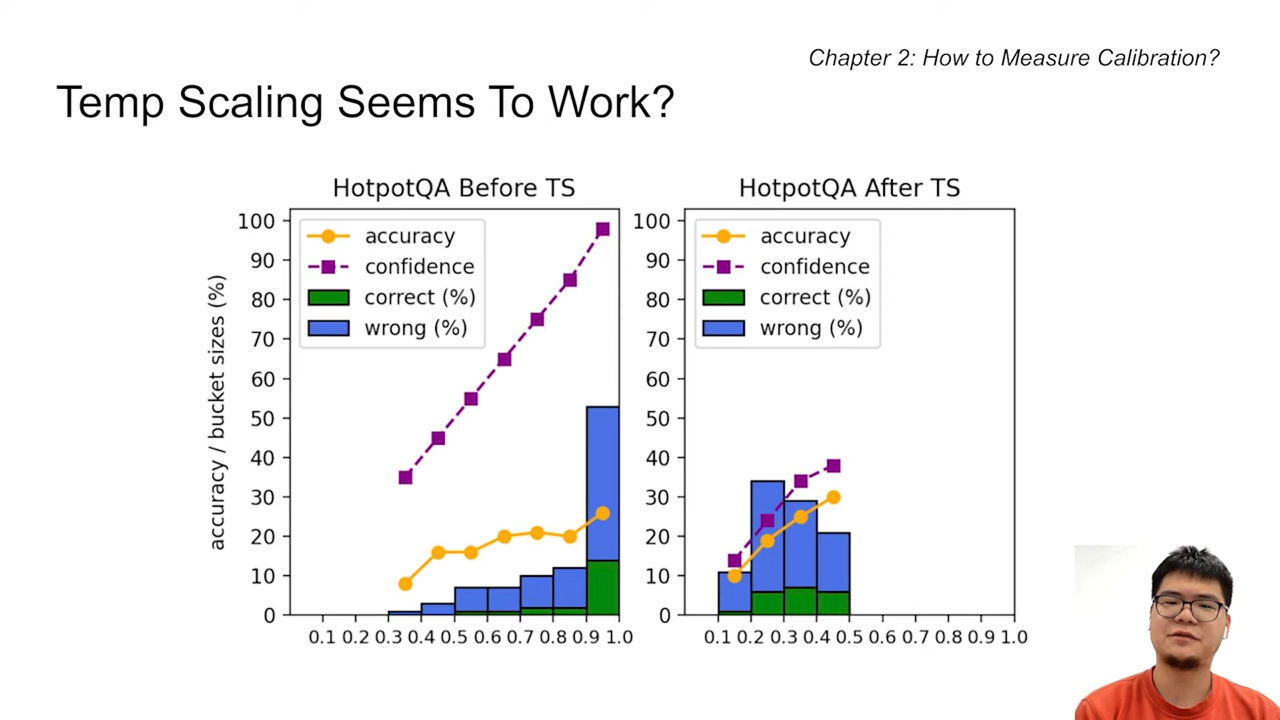 Chapter 2: How to Measure Calibration?
Temp Scaling Seems To Work?
HotpotQA Before TS
accuracy
confidence
correct (%)
wrong (%)
accuracy / bucket sizes (%)
100
90
80
70
60
50
40
30
20
10
0
0.1 0.2 0.3 0.4 0.5 0.6 0.7 0.8 0.9 1.0
HotpotQA After TS
accuracy
confidence
correct (%)
wrong (%)
100
90
80
70
60
50
40
30
20
10
0
0.1 0.2 0.3 0.4 0.5 0.6 0.7 0.8 0.9 1.0